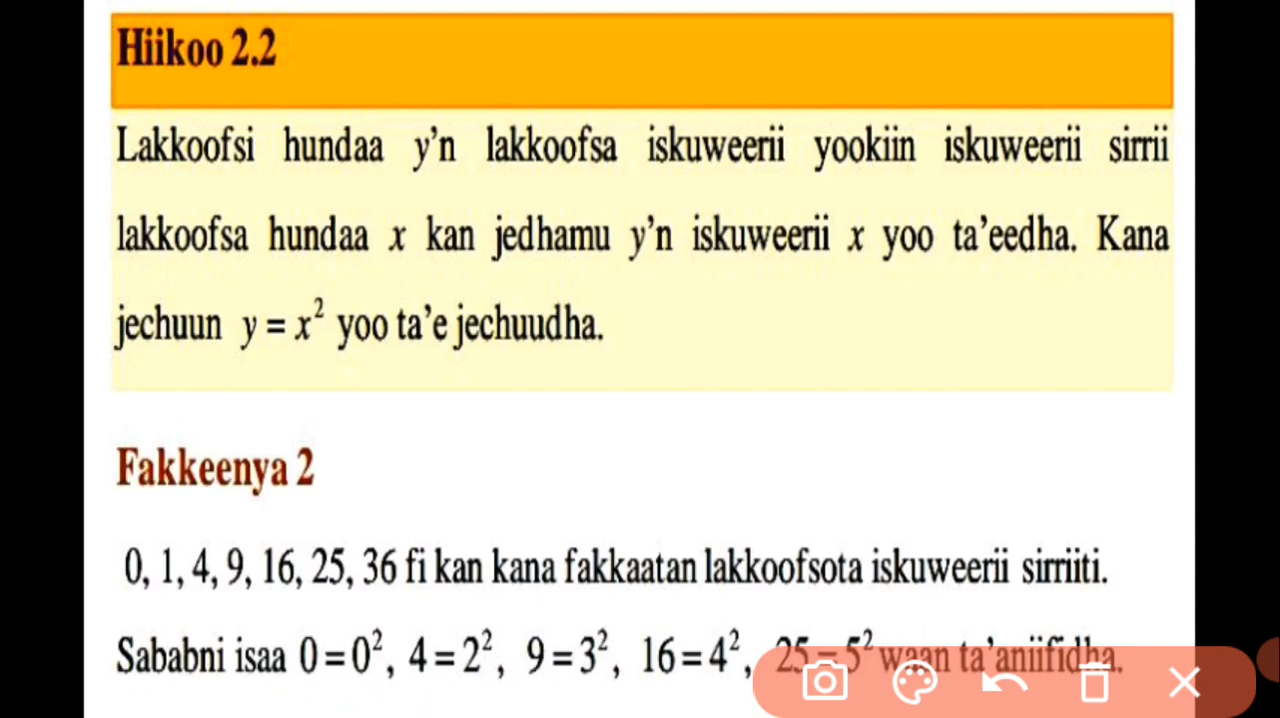 Hiikoo 2.2
Lakkoofsi hundaa y’n lakkoofsa iskuweerii yookiin iskuweerii sirrii
lakkoofsa hundaa x kan jedhamu y’n iskuweerii x yoo ta’eedha. Kana
jechuun y = x² yoo ta’e jechuudha.
Fakkeenya 2
0, 1, 4, 9, 16, 25, 36 fi kan kana fakkaatan lakkoofsota iskuweerii sirriiti.
Sababni isaa 0 = 0², 4 = 2², 9 = 3², 16 = 4², 25 = 5² waan ta’aniifidha.